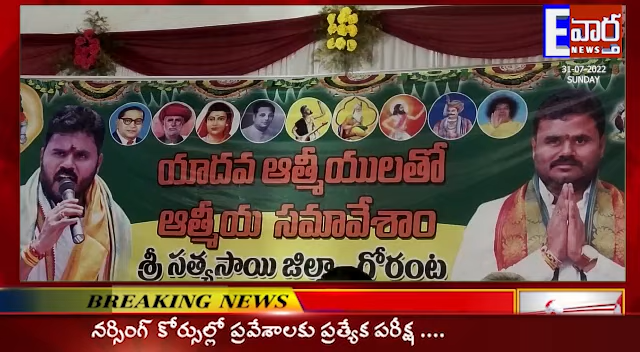 E వార్త
NEWS
31-07-2022
SUNDAY
యాదవ ఆత్మీయులతో
ఆత్మీయ సమావేశం
శ్రీ సత్యసాయి జిల్లా గోరంట్ల
BREAKING NEWS
నర్సింగ్ కోర్సుల్లో ప్రవేశాలకు ప్రత్యేక పరీక్ష ....